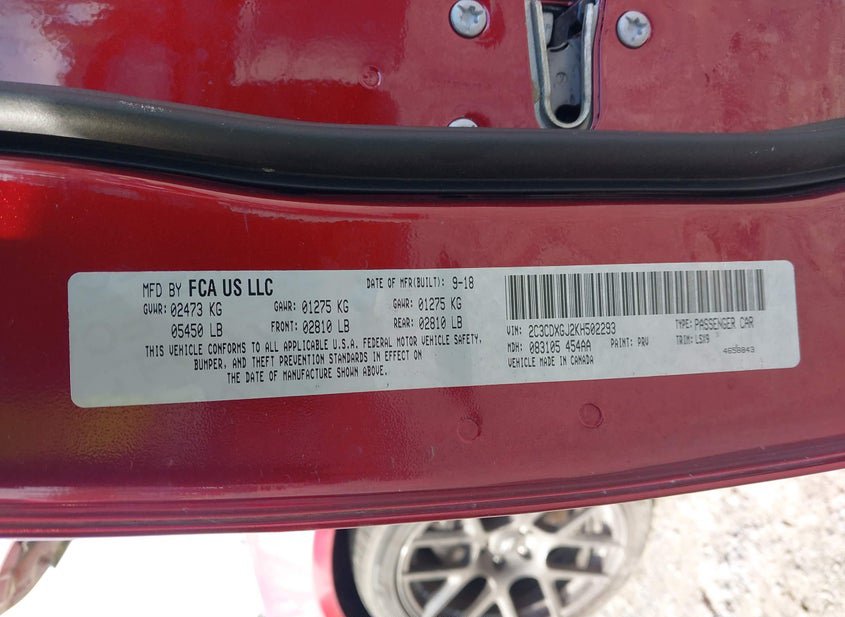 MFD BY FCA US LLC DATE OF MFR(BUILT): 9-18
GVWR: 02473 KG GAWR: 01275 KG GAWR: 01275 KG
05450 LB FRONT: 02810 LB REAR: 02810 LB
THIS VEHICLE CONFORMS TO ALL APPLICABLE U.S.A. FEDERAL MOTOR VEHICLE SAFETY,
BUMPER, AND THEFT PREVENTION STANDARDS IN EFFECT ON
THE DATE OF MANUFACTURE SHOWN ABOVE.
VIN: 2C3CDXGJ2KH502293 TYPE: PASSENGER CAR
MDH: 083105 454AA PAINT: PRV TRIM: LSX9
VEHICLE MADE IN CANADA 4658843